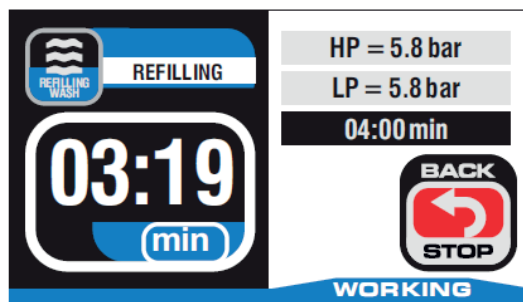 REFILLING
WASH
REFILLING
03:19
min
HP = 5.8 bar
LP = 5.8 bar
04:00 min
BACK
STOP
WORKING